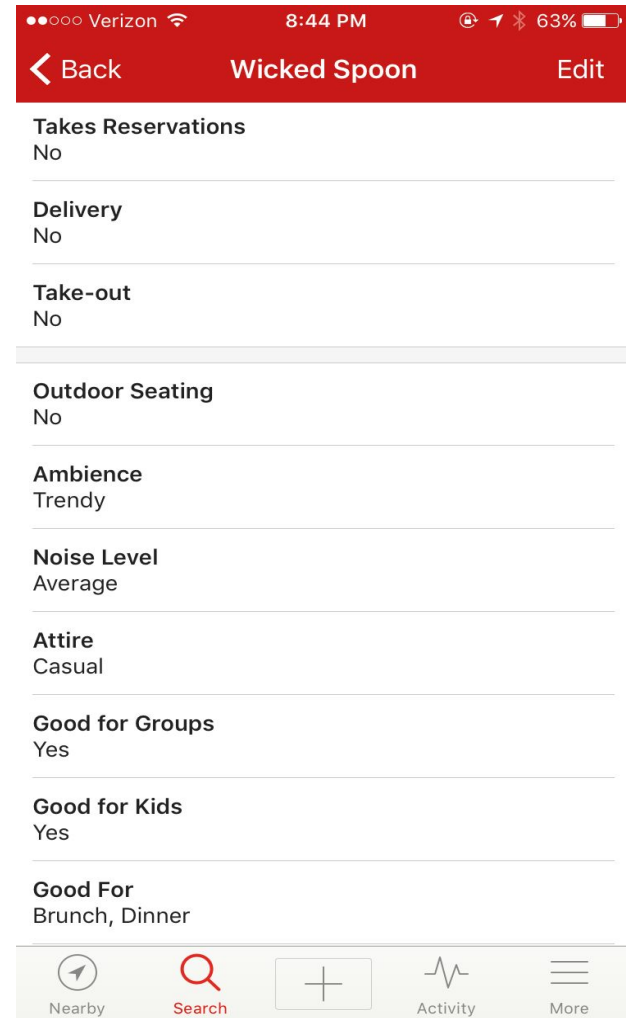 Verizon 8:44 PM 63%
Back Wicked Spoon Edit
Takes Reservations
No
Delivery
No
Take-out
No
Outdoor Seating
No
Ambience
Trendy
Noise Level
Average
Attire
Casual
Good for Groups
Yes
Good for Kids
Yes
Good For
Brunch, Dinner
Nearby Search Activity More